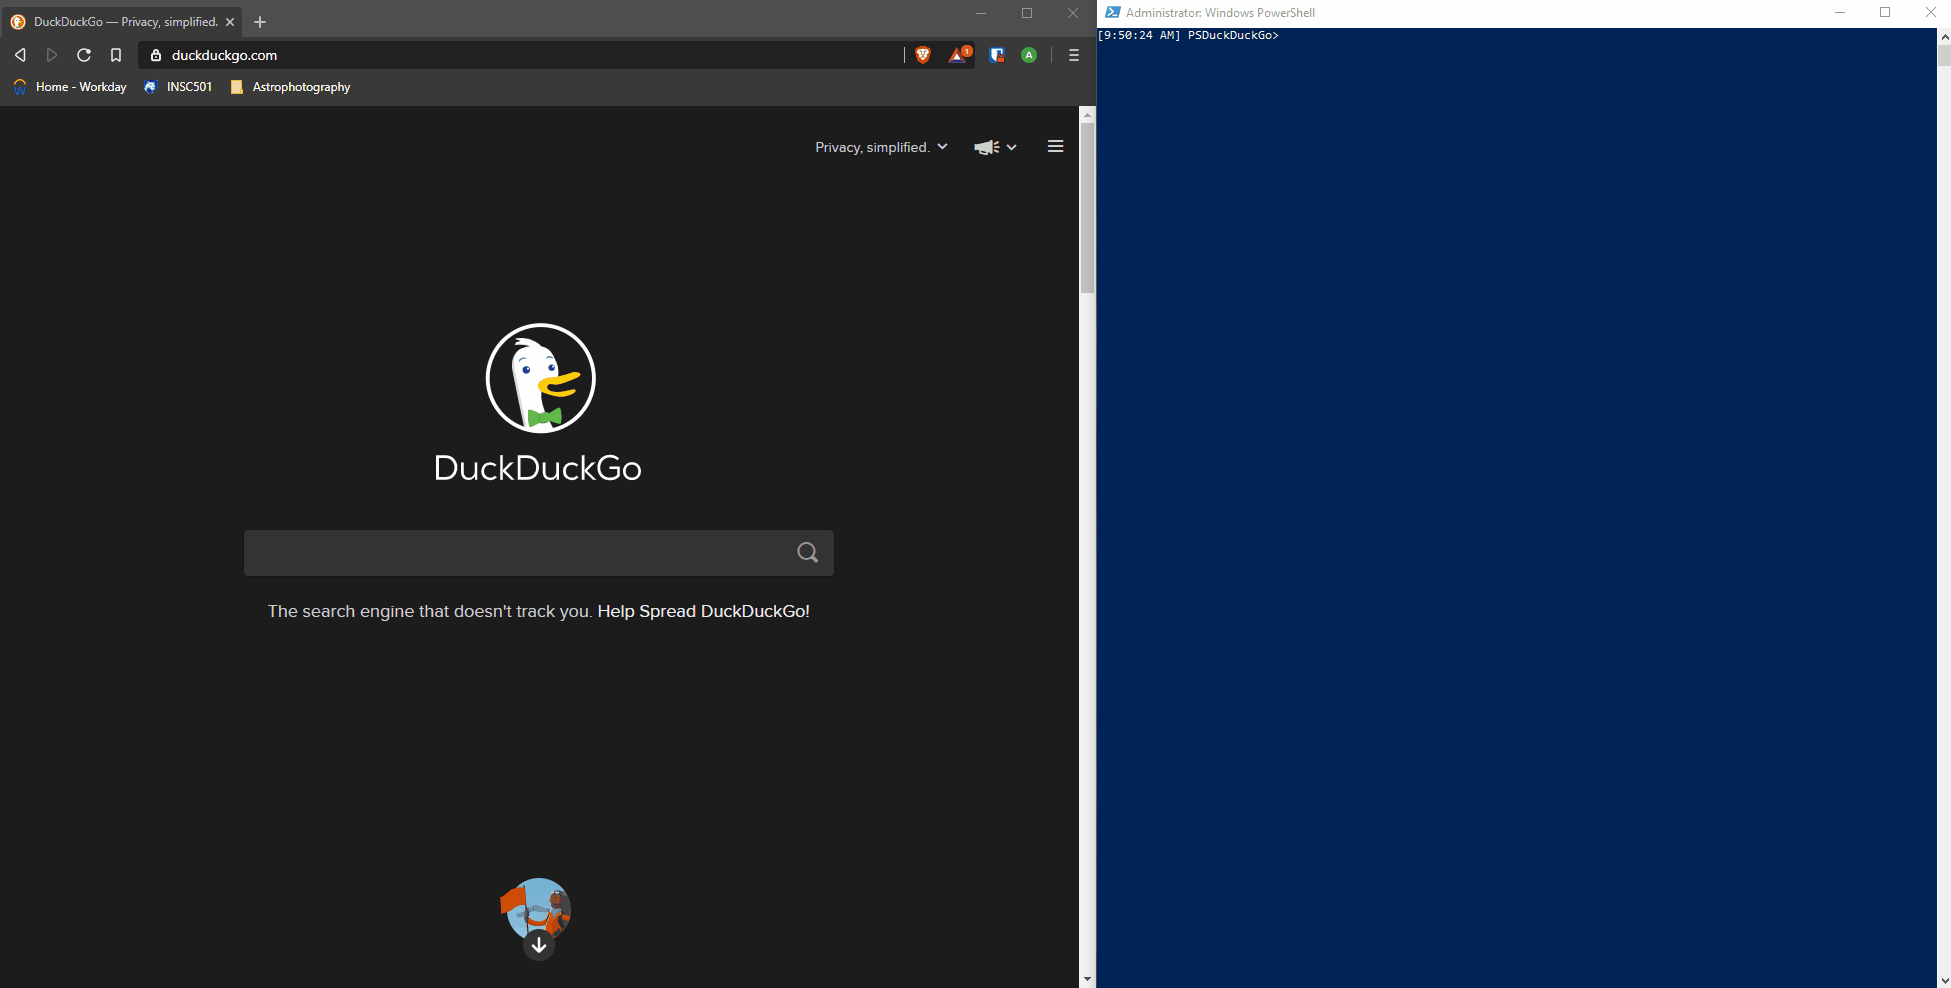 DuckDuckGo — Privacy, simplified.
duckduckgo.com
1
A
Home - Workday
INSC501
Astrophotography
Privacy, simplified.
DuckDuckGo
The search engine that doesn't track you. Help Spread DuckDuckGo!
Administrator: Windows PowerShell
[9:50:24 AM] PSDuckDuckGo>